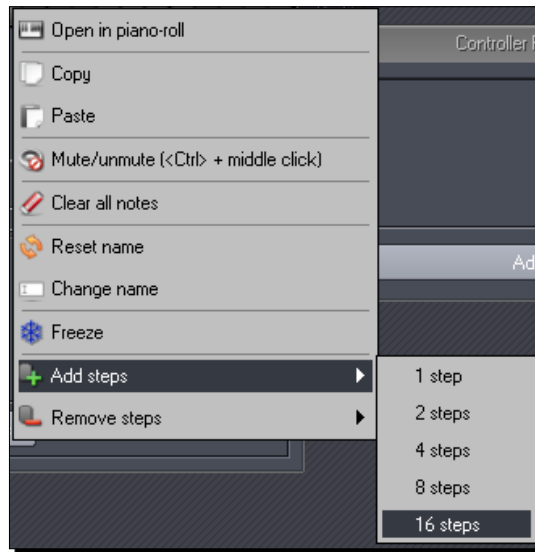 Open in piano-roll
Controller
Copy
Paste
Mute/unmute (<Ctrl> + middle click)
Clear all notes
Reset name
Change name
Freeze
Add steps
1 step
Remove steps
2 steps
4 steps
8 steps
16 steps